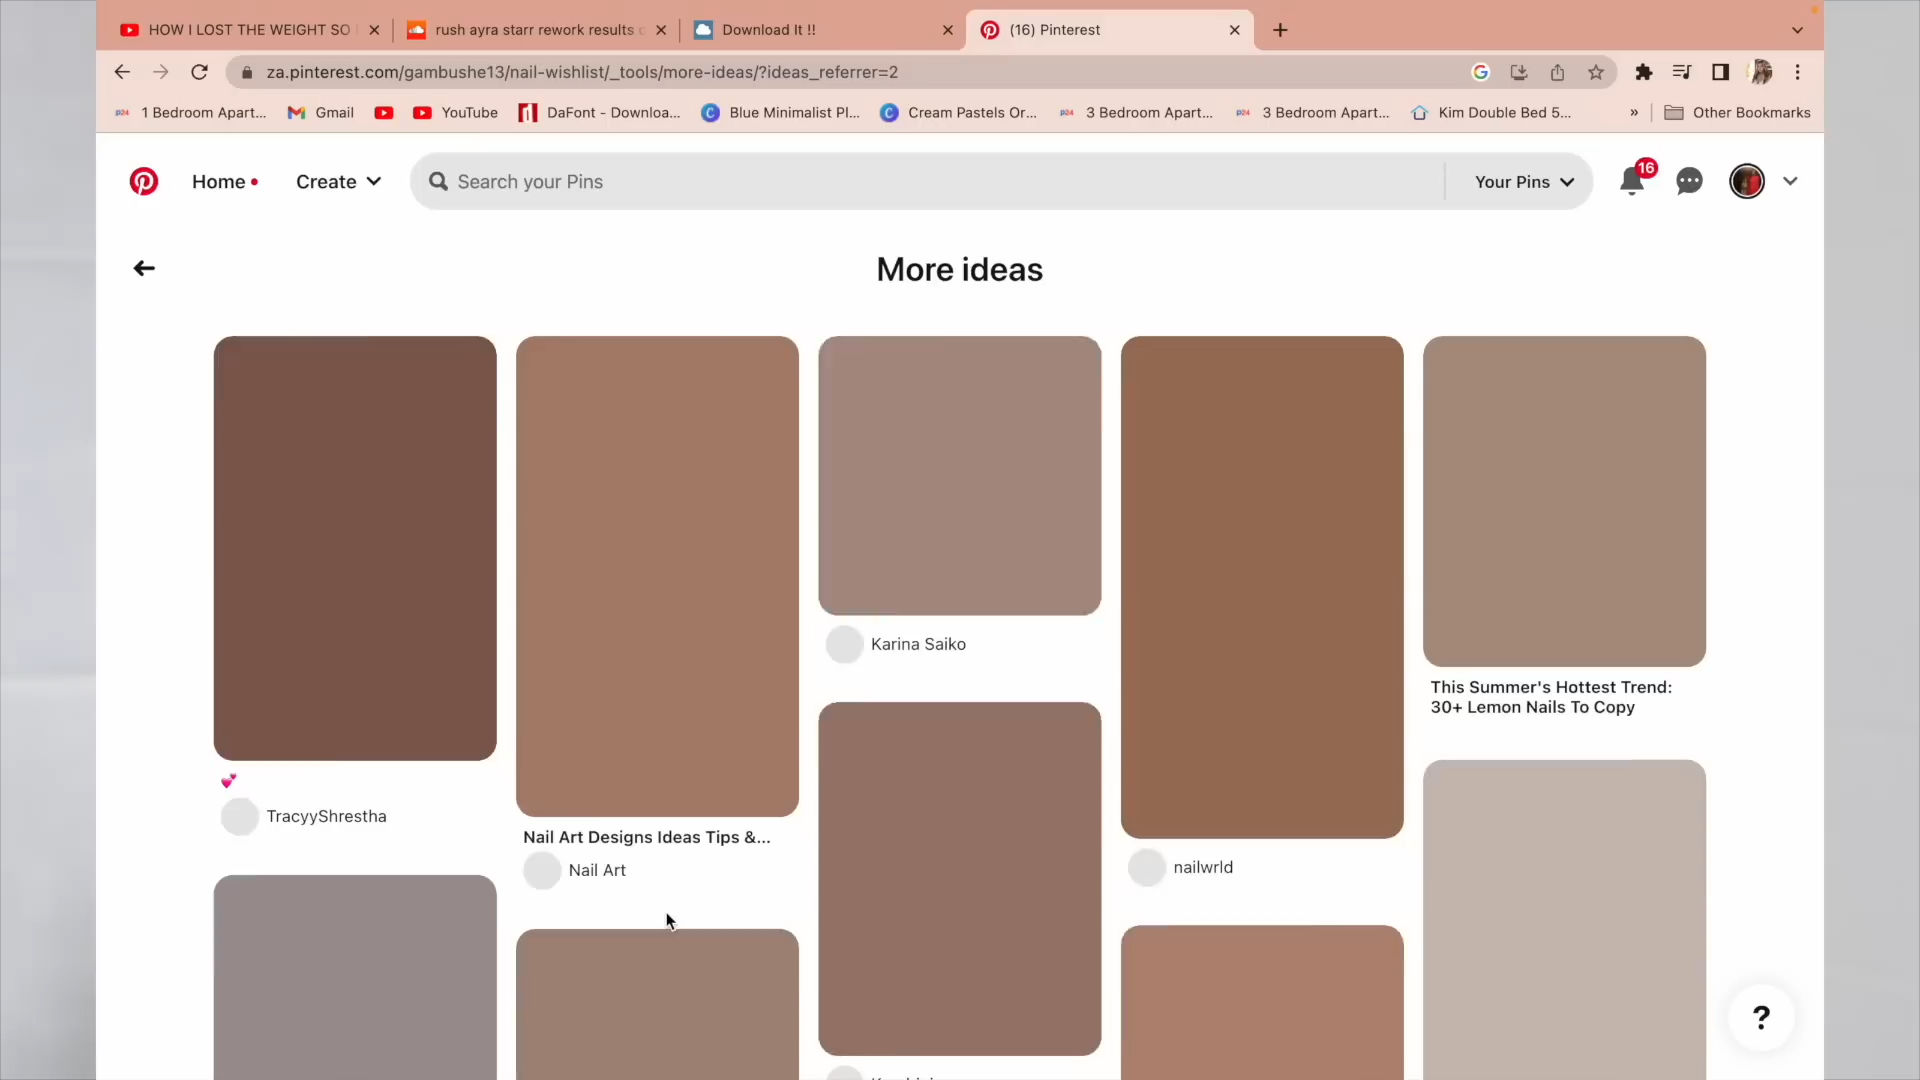 HOW I LOST THE WEIGHT SO
rush ayra starr rework results
Download It !!
(16) Pinterest
za.pinterest.com/gambushe13/nail-wishlist/_tools/more-ideas/?ideas_referrer=2
1 Bedroom Apart...
Gmail
YouTube
DaFont - Downloa...
Blue Minimalist Pl...
Cream Pastels Or...
3 Bedroom Apart...
3 Bedroom Apart...
Kim Double Bed 5...
»
Other Bookmarks
Home
Create
Search your Pins
Your Pins
16
More ideas
Karina Saiko
This Summer's Hottest Trend:
30+ Lemon Nails To Copy
💕
TracyyShrestha
Nail Art Designs Ideas Tips &...
Nail Art
nailwrld
?